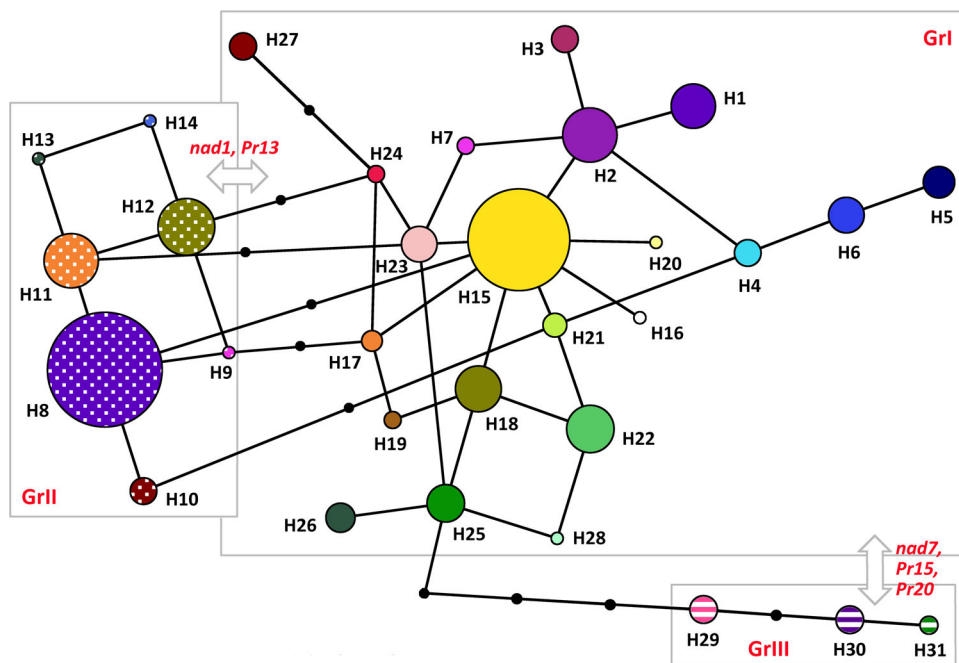 H27
H3
GrI
H1
H14
H13
nad1, Pr13
H7
H24
H2
H5
H12
H6
H23
H20
H4
H11
H15
H16
H21
H17
H9
H8
H19
H18
H22
GrII
H10
H26
H25
H28
nad7,
Pr15,
Pr20
H29
GrIII
H30
H31